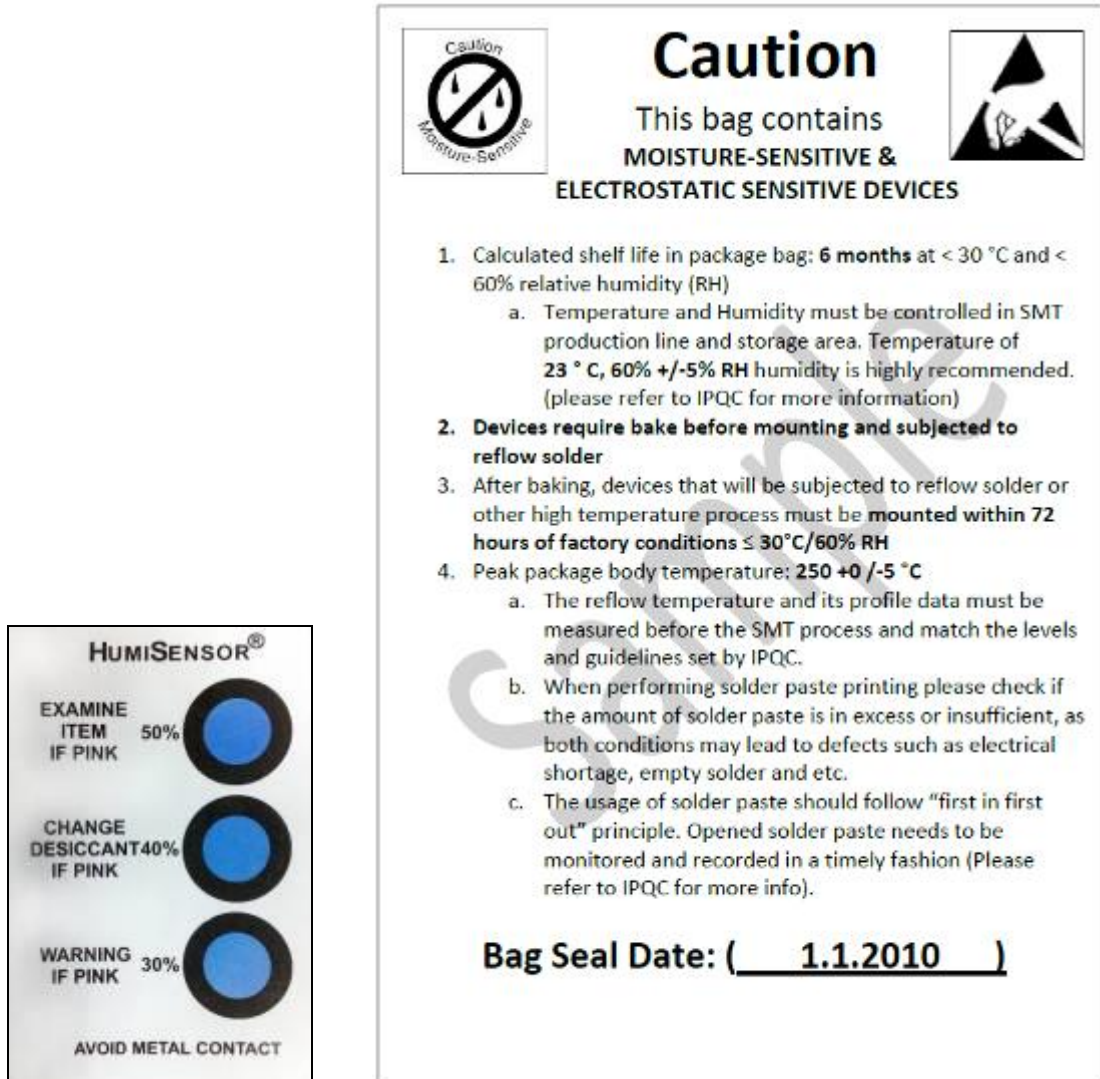 Caution
Moisture-Sensitive
Caution
This bag contains
MOISTURE-SENSITIVE &
ELECTROSTATIC SENSITIVE DEVICES
1. Calculated shelf life in package bag: 6 months at < 30 °C and <
60% relative humidity (RH)
a. Temperature and Humidity must be controlled in SMT
production line and storage area. Temperature of
23 ° C, 60% +/-5% RH humidity is highly recommended.
(please refer to IPQC for more information)
2. Devices require bake before mounting and subjected to
reflow solder
3. After baking, devices that will be subjected to reflow solder or
other high temperature process must be mounted within 72
hours of factory conditions ≤ 30°C/60% RH
4. Peak package body temperature: 250 +0 /-5 °C
a. The reflow temperature and its profile data must be
measured before the SMT process and match the levels
and guidelines set by IPQC.
b. When performing solder paste printing please check if
the amount of solder paste is in excess or insufficient, as
both conditions may lead to defects such as electrical
shortage, empty solder and etc.
c. The usage of solder paste should follow “first in first
out” principle. Opened solder paste needs to be
monitored and recorded in a timely fashion (Please
refer to IPQC for more info).
Bag Seal Date: ( 1.1.2010 )
Sample
HUMISENSOR®
EXAMINE
ITEM 50%
IF PINK
CHANGE
DESICCANT 40%
IF PINK
WARNING 30%
IF PINK
AVOID METAL CONTACT